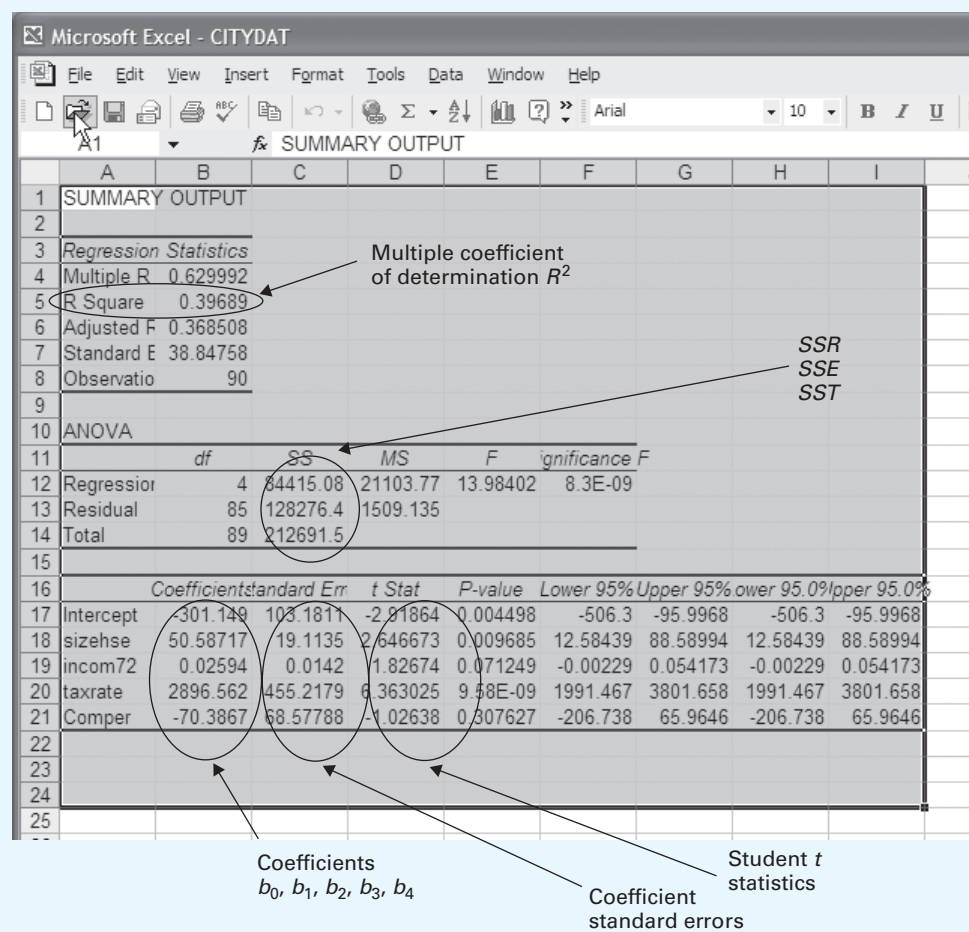 Microsoft Excel - CITYDAT
File Edit View Insert Format Tools Data Window Help
Arial 10 B I U
A1 fx SUMMARY OUTPUT
A B C D E F G H I
1 SUMMARY OUTPUT
2
3 Regression Statistics
4 Multiple R 0.629992
5 R Square 0.39689
6 Adjusted R 0.368508
7 Standard E 38.84758
8 Observatio 90
9
10 ANOVA
11 df SS MS F ignificance F
12 Regression 4 84415.08 21103.77 13.98402 8.3E-09
13 Residual 85 128276.4 1509.135
14 Total 89 212691.5
15
16 Coefficients tandard Err t Stat P-value Lower 95% Upper 95% ower 95.0% Ipper 95.0%
17 Intercept -301.149 103.1811 -2.91864 0.004498 -506.3 -95.9968 -506.3 -95.9968
18 sizehse 50.58717 19.1135 2.646673 0.009685 12.58439 88.58994 12.58439 88.58994
19 incom72 0.02594 0.0142 1.82674 0.071249 -0.00229 0.054173 -0.00229 0.054173
20 taxrate 2896.562 455.2179 6.363025 9.58E-09 1991.467 3801.658 1991.467 3801.658
21 Comper -70.3867 68.57788 -1.02638 0.307627 -206.738 65.9646 -206.738 65.9646
22
23
24
25
Multiple coefficient
of determination R²
SSR
SSE
SST
Coefficients
b₀, b₁, b₂, b₃, b₄
Coefficient
standard errors
Student t
statistics